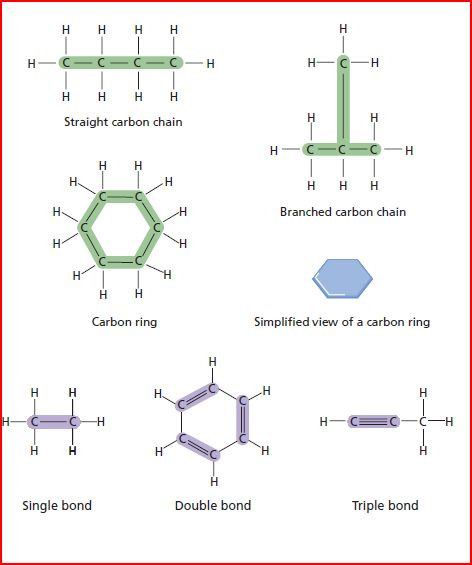 H H H H
H C C C C H
H H H H
Straight carbon chain
H
H C H
H H
H C C C H
H H H
Branched carbon chain
H H
H H
C C
H H
C C
H H
C C
H H
H H
Carbon ring
Simplified view of a carbon ring
H H
H C C H
H H
Single bond
H
C
H H
C C
C C
H H
C
H
Double bond
H
H C C C H
H
Triple bond